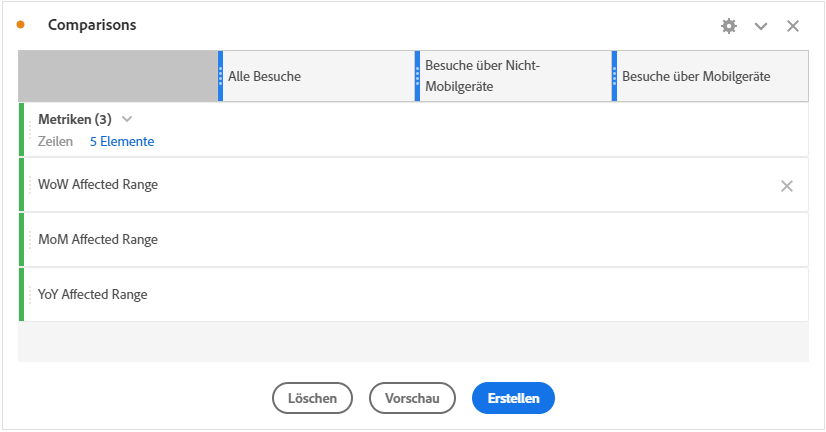 Comparisons
Alle Besuche
Besuche über Nicht-
Mobilgeräte
Besuche über Mobilgeräte
Metriken (3)
Zeilen 5 Elemente
WoW Affected Range
MoM Affected Range
YoY Affected Range
Löschen
Vorschau
Erstellen